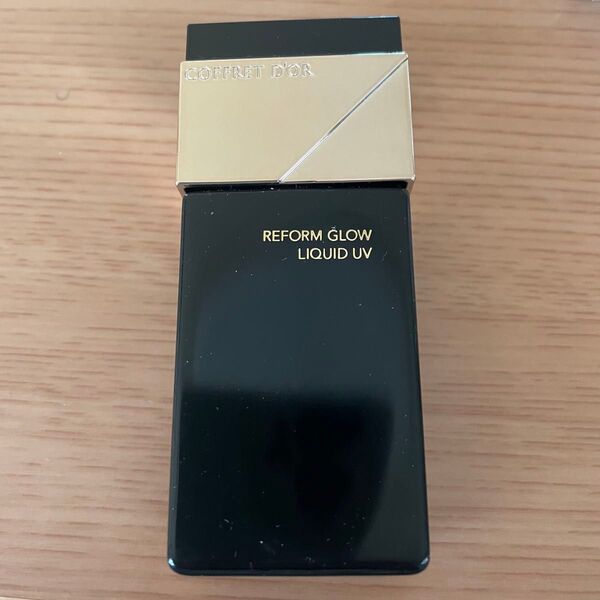 COFFRET D'OR
REFORM GLOW
LIQUID UV